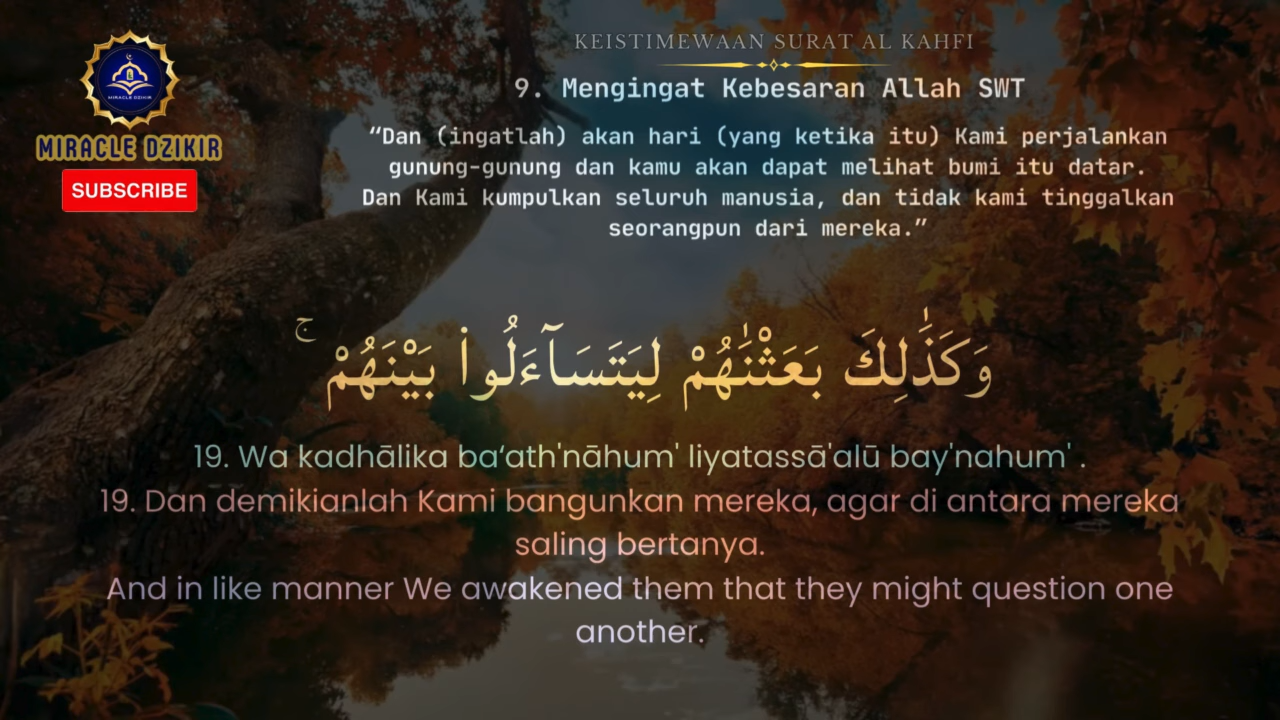 KEISTIMEWAAN SURAT AL KAHFI
9. Mengingat Kebesaran Allah SWT
“Dan (ingatlah) akan hari (yang ketika itu) Kami perjalankan
gunung-gunung dan kamu akan dapat melihat bumi itu datar.
Dan Kami kumpulkan seluruh manusia, dan tidak kami tinggalkan
seorangpun dari mereka.”
MIRACLE DZIKIR
MIRACLE DZIKIR
SUBSCRIBE
وَكَذَٰلِكَ بَعَثْنَٰهُمْ لِيَتَسَآءَلُوا۟ بَيْنَهُمْ ۚ
19. Wa kadhālika ba‘ath'nāhum' liyatassā'alū bay'nahum' .
19. Dan demikianlah Kami bangunkan mereka, agar di antara mereka
saling bertanya.
And in like manner We awakened them that they might question one
another.